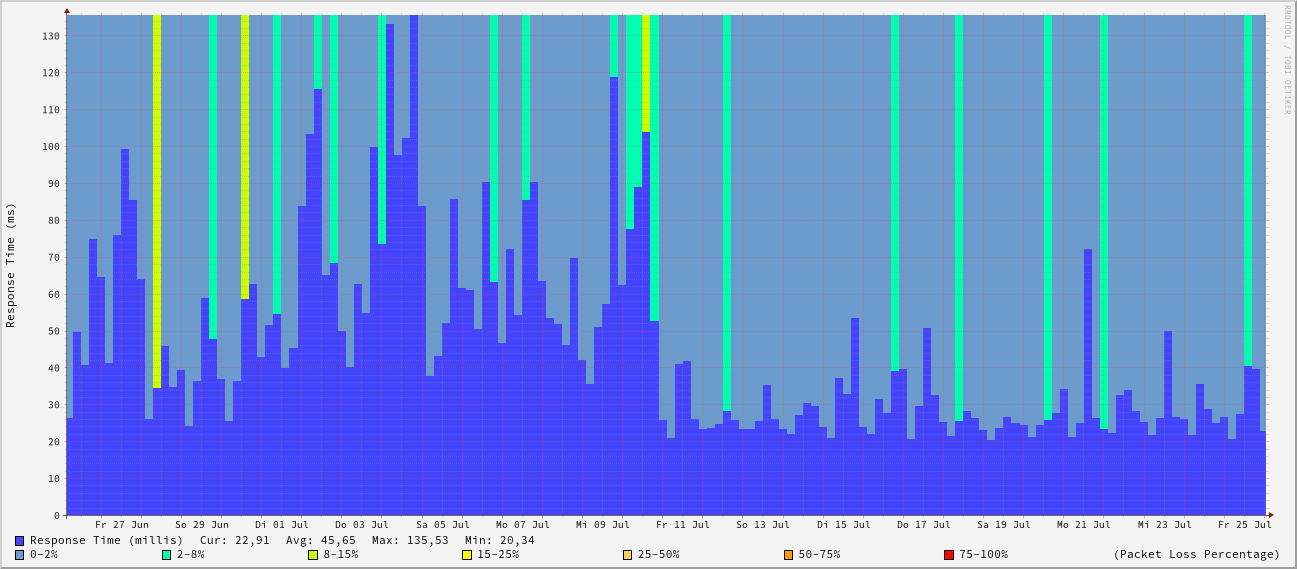 RRDTOOL / TOBI OETIKER
Response Time (ms)
130
120
110
100
90
80
70
60
50
40
30
20
10
0
Fr 27 Jun So 29 Jun Di 01 Jul Do 03 Jul Sa 05 Jul Mo 07 Jul Mi 09 Jul Fr 11 Jul So 13 Jul Di 15 Jul Do 17 Jul Sa 19 Jul Mo 21 Jul Mi 23 Jul Fr 25 Jul
Response Time (millis) Cur: 22,91 Avg: 45,65 Max: 135,53 Min: 20,34
0-2% 2-8% 8-15% 15-25% 25-50% 50-75% 75-100% (Packet Loss Percentage)